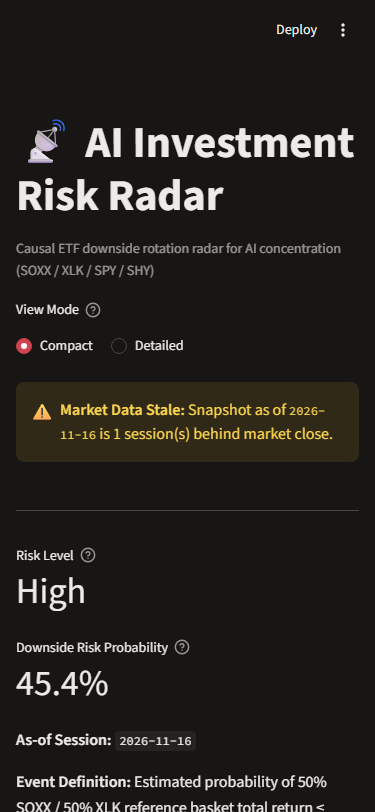 Deploy
AI Investment
Risk Radar
Causal ETF downside rotation radar for AI concentration
(SOXX / XLK / SPY / SHY)
View Mode
Compact Detailed
Market Data Stale: Snapshot as of 2026-
11-16 is 1 session(s) behind market close.
Risk Level
High
Downside Risk Probability
45.4%
As-of Session: 2026-11-16
Event Definition: Estimated probability of 50%
SOXX / 50% XLK reference basket total return ≤